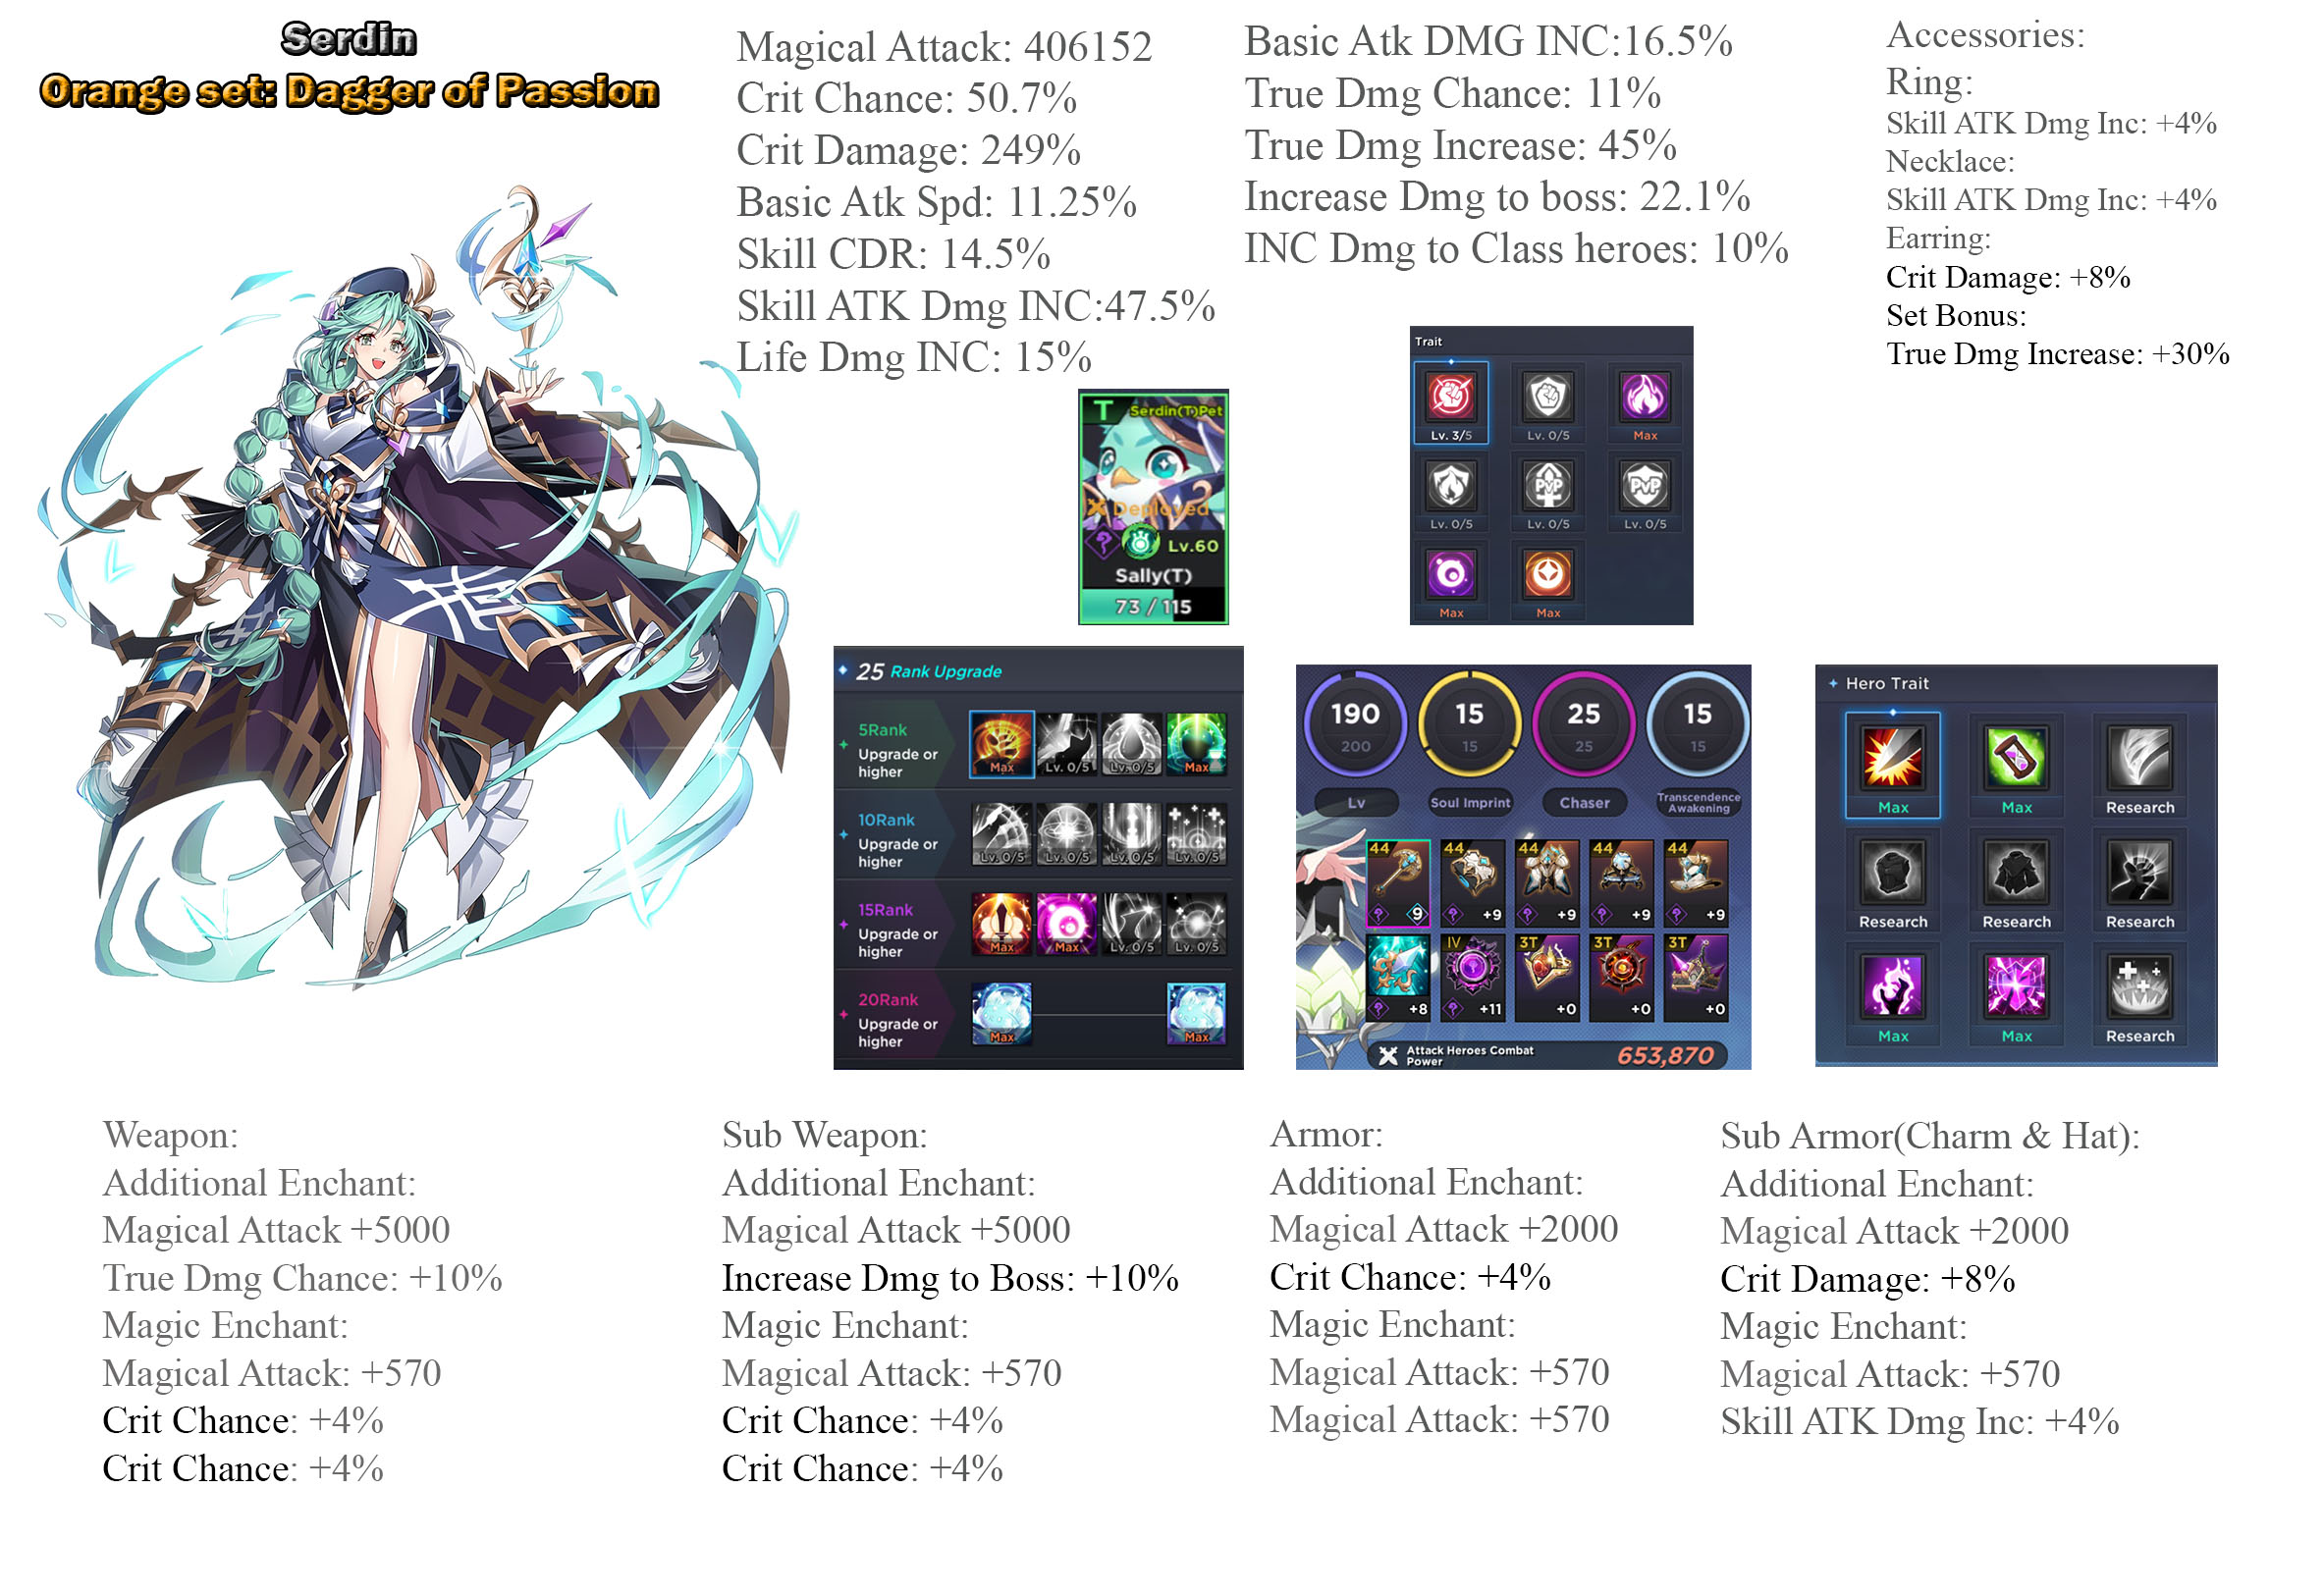 Serdin
Orange set: Dagger of Passion
Magical Attack: 406152
Crit Chance: 50.7%
Crit Damage: 249%
Basic Atk Spd: 11.25%
Skill CDR: 14.5%
Skill ATK Dmg INC:47.5%
Life Dmg INC: 15%
Basic Atk DMG INC:16.5%
True Dmg Chance: 11%
True Dmg Increase: 45%
Increase Dmg to boss: 22.1%
INC Dmg to Class heroes: 10%
Accessories:
Ring:
Skill ATK Dmg Inc: +4%
Necklace:
Skill ATK Dmg Inc: +4%
Earring:
Crit Damage: +8%
Set Bonus:
True Dmg Increase: +30%
T Serdin(T)Pet
Deployed
Lv.60
Sally(T)
73 / 115
Trait
Lv. 3/5 Lv. 0/5 Max
Lv. 0/5 Lv. 0/5 Lv. 0/5
PvP PvP
Max Max
25 Rank Upgrade
5Rank
Upgrade or
higher
Max Lv. 0/5 Lv. 0/5 Max
10Rank
Upgrade or
higher
Lv. 0/5 Lv. 0/5 Lv. 0/5 Lv. 0/5
15Rank
Upgrade or
higher
Max Max Lv. 0/5 Lv. 0/5
20Rank
Upgrade or
higher
Max Max
190 15 25 15
200 15 25 15
Lv Soul Imprint Chaser Transcendence
Awakening
44 44 44 44 44
9 +9 +9 +9 +9
IV 3T 3T 3T
+8 +11 +0 +0 +0
Attack Heroes Combat
Power
653,870
Hero Trait
Max Max Research
Research Research Research
Max Max Research
Weapon:
Additional Enchant:
Magical Attack +5000
True Dmg Chance: +10%
Magic Enchant:
Magical Attack: +570
Crit Chance: +4%
Crit Chance: +4%
Sub Weapon:
Additional Enchant:
Magical Attack +5000
Increase Dmg to Boss: +10%
Magic Enchant:
Magical Attack: +570
Crit Chance: +4%
Crit Chance: +4%
Armor:
Additional Enchant:
Magical Attack +2000
Crit Chance: +4%
Magic Enchant:
Magical Attack: +570
Magical Attack: +570
Sub Armor(Charm & Hat):
Additional Enchant:
Magical Attack +2000
Crit Damage: +8%
Magic Enchant:
Magical Attack: +570
Skill ATK Dmg Inc: +4%